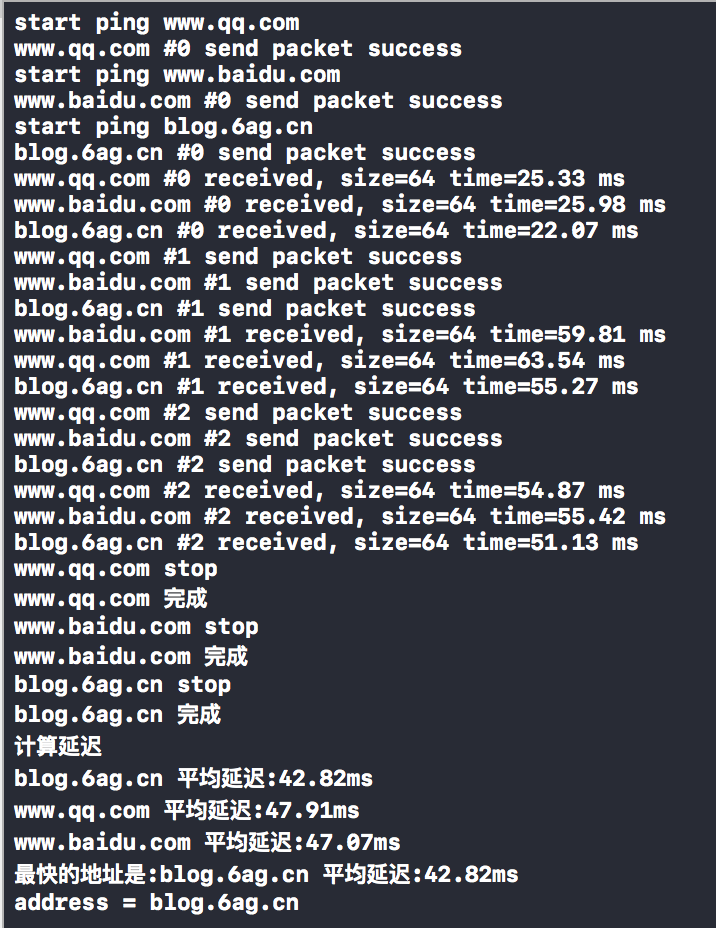 start ping www.qq.com
www.qq.com #0 send packet success
start ping www.baidu.com
www.baidu.com #0 send packet success
start ping blog.6ag.cn
blog.6ag.cn #0 send packet success
www.qq.com #0 received, size=64 time=25.33 ms
www.baidu.com #0 received, size=64 time=25.98 ms
blog.6ag.cn #0 received, size=64 time=22.07 ms
www.qq.com #1 send packet success
www.baidu.com #1 send packet success
blog.6ag.cn #1 send packet success
www.baidu.com #1 received, size=64 time=59.81 ms
www.qq.com #1 received, size=64 time=63.54 ms
blog.6ag.cn #1 received, size=64 time=55.27 ms
www.qq.com #2 send packet success
www.baidu.com #2 send packet success
blog.6ag.cn #2 send packet success
www.qq.com #2 received, size=64 time=54.87 ms
www.baidu.com #2 received, size=64 time=55.42 ms
blog.6ag.cn #2 received, size=64 time=51.13 ms
www.qq.com stop
www.qq.com 完成
www.baidu.com stop
www.baidu.com 完成
blog.6ag.cn stop
blog.6ag.cn 完成
计算延迟
blog.6ag.cn 平均延迟:42.82ms
www.qq.com 平均延迟:47.91ms
www.baidu.com 平均延迟:47.07ms
最快的地址是:blog.6ag.cn 平均延迟:42.82ms
address = blog.6ag.cn